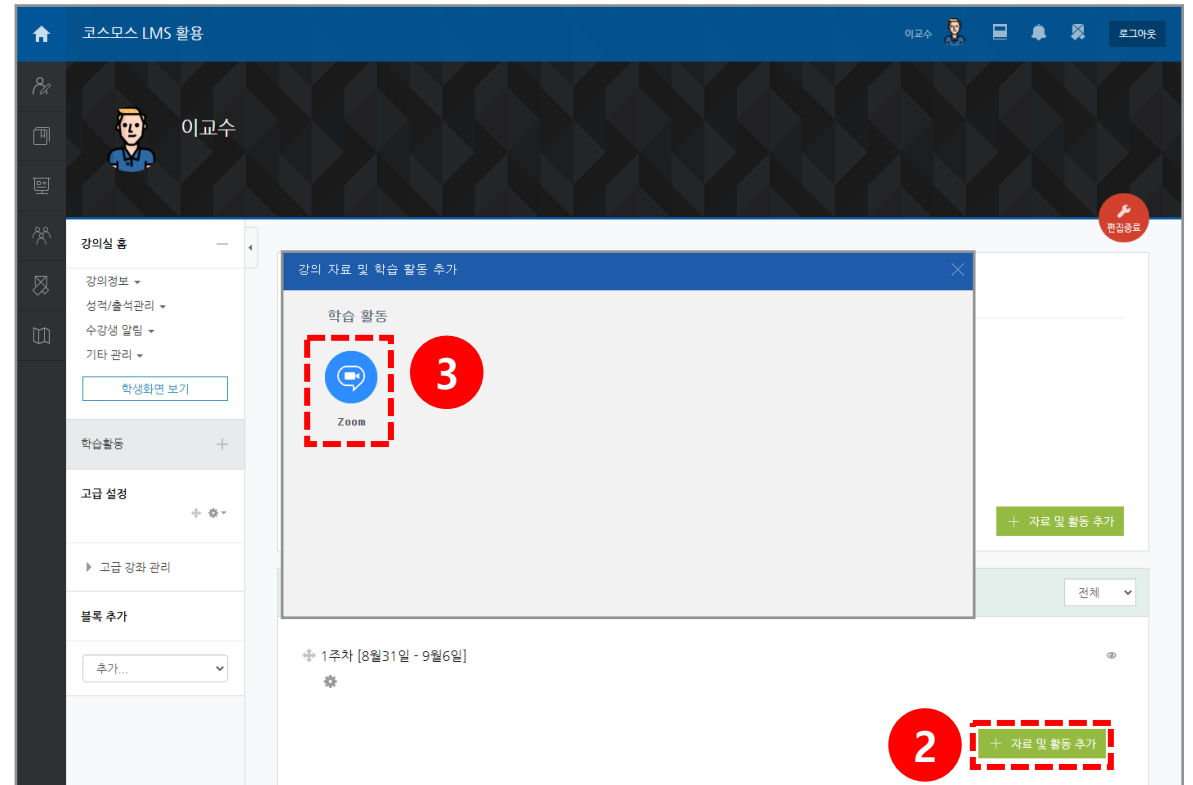 코스모스 LMS 활용
이교수
로그아웃
이교수
편집종료
강의실 홈
강의정보
성적/출석관리
수강생 알림
기타 관리
학생화면 보기
학습활동
고급 설정
고급 강좌 관리
블록 추가
추가...
강의 자료 및 학습 활동 추가
학습 활동
3
Zoom
+ 자료 및 활동 추가
전체
1주차 [8월31일 - 9월6일]
2
+ 자료 및 활동 추가